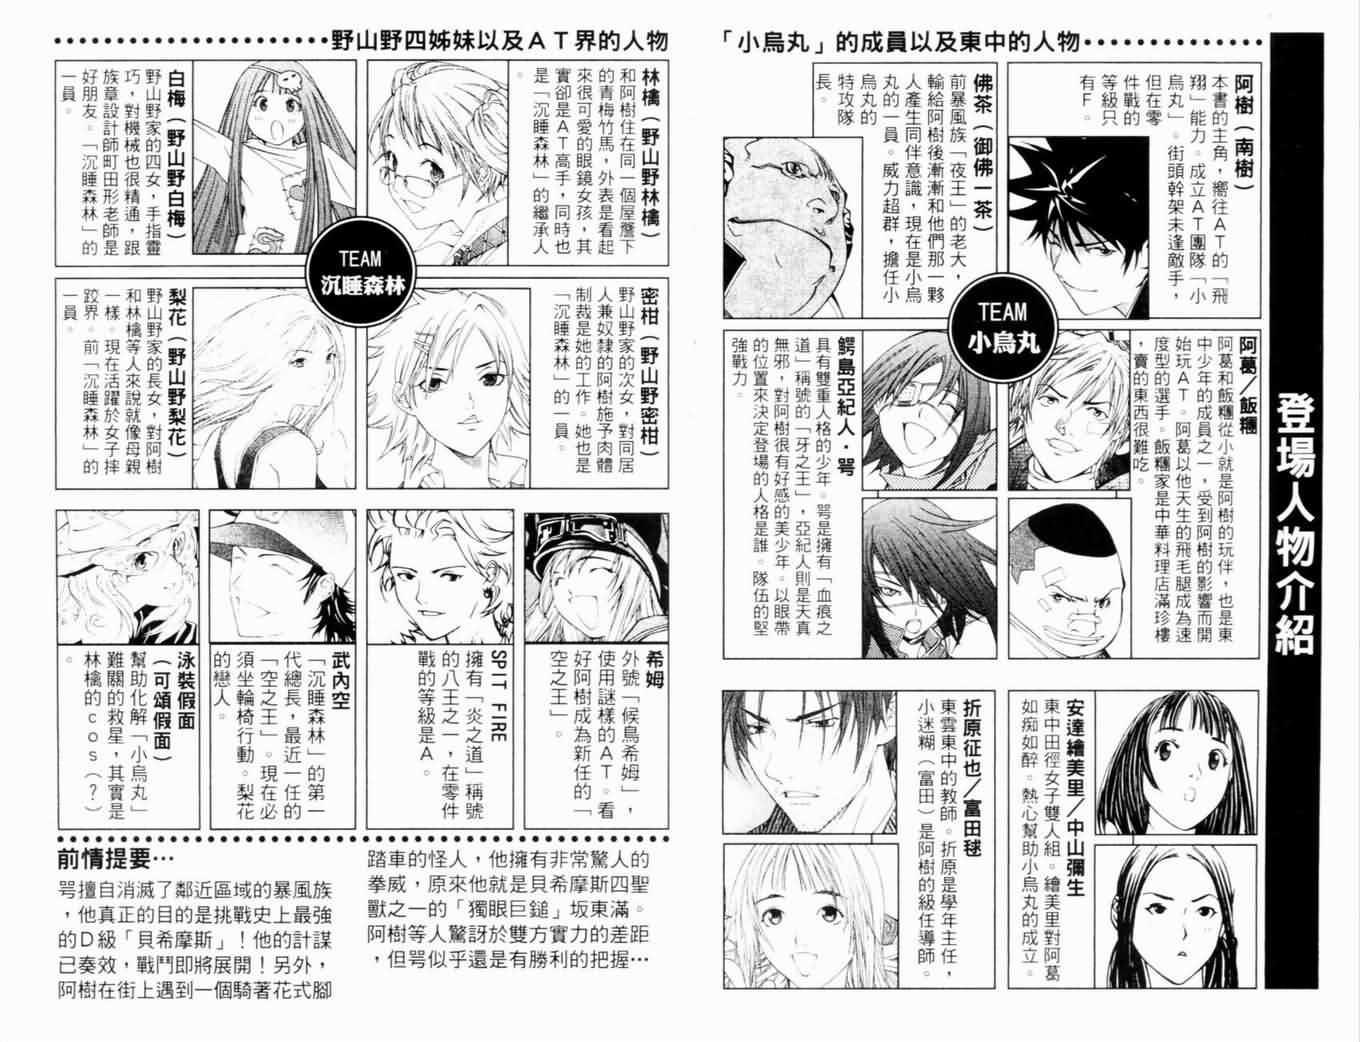 登場人物介紹
「小烏丸」的成員以及東中的人物
阿樹(南樹)
本書的主角，嚮往AT的「飛
翔」能力。成立AT團隊「小
烏丸」。街頭幹架未逢敵手，
但在零
件戰的
等級只
有F。
佛茶(御佛一茶)
前暴風族「夜王」的老大，
輸給阿樹後漸漸和他們那一夥
人產生同伴意識，現在是小烏
丸的一員。威力超群，擔任小
烏丸的
特攻隊
長。
TEAM
小烏丸
阿葛/飯糰
阿葛和飯糰從小就是阿樹的玩伴，也是東
中少年的成員之一，受到阿樹的影響而開
始玩AT。阿葛以他天生的飛毛腿成為速
度型的選手。飯糰家是中華料理店滿珍樓
，賣的東西很難吃。
鰐島亞紀人・咢
具有雙重人格的少年。咢是擁有「血痕之
道」稱號的「牙之王」，亞紀人則是天真
無邪，對阿樹很有好感的美少年。以眼帶
的位置來決定登場的人格是誰。隊伍的堅
強戰力。
安達繪美里/中山彌生
東中田徑女子雙人組。繪美里對阿葛
如痴如醉。熱心幫助小烏丸的成立。
折原征也/富田毬
東雲東中的教師。折原是學年主任，
小迷糊(富田)是阿樹的級任導師。
野山野四姊妹以及AT界的人物
林檎(野山野林檎)
和阿樹住在同一個屋簷下
的青梅竹馬，外表是看起
來很可愛的眼鏡女孩，其
實卻是AT高手，同時也
是「沉睡森林」的繼承人
。
白梅(野山野白梅)
野山野家的四女，手指靈
巧，對機械也很精通，跟
族章設計師町田形老師是
好朋友。「沉睡森林」的
一員。
TEAM
沉睡森林
密柑(野山野密柑)
野山野家的次女，對同居
人兼奴隸的阿樹施予肉體
制裁是她的工作。她也是
「沉睡森林」的一員。
梨花(野山野梨花)
野山野家的長女，對阿樹
和林檎等人來說就像母親
一樣。現在活躍於女子摔
跤界。前「沉睡森林」的
一員。
希姆
外號「候鳥希姆」，
使用謎樣的AT。看
好阿樹成為新任的「
空之王」。
SPIT FIRE
擁有「炎之道」稱號
的八王之一，在零件
戰的等級是A。
武內空
「沉睡森林」的第一
代總長，最近一任的
「空之王」。現在必
須坐輪椅行動。梨花
的戀人。
泳裝假面
(可頌假面)
幫助化解「小烏丸」
難關的救星，其實是
林檎的cos(？)
。
前情提要…
咢擅自消滅了鄰近區域的暴風族
，他真正的目的是挑戰史上最強
的D級「貝希摩斯」！他的計謀
已奏效，戰鬥即將展開！另外，
阿樹在街上遇到一個騎著花式腳
踏車的怪人，他擁有非常驚人的
拳威，原來他就是貝希摩斯四聖
獸之一的「獨眼巨鎚」坂東滿。
阿樹等人驚訝於雙方實力的差距
，但咢似乎還是有勝利的把握…